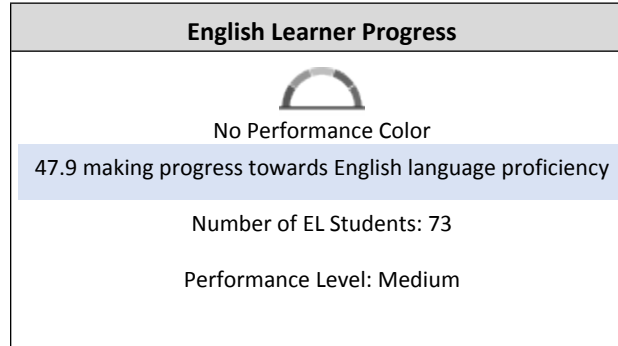 English Learner Progress
No Performance Color
47.9 making progress towards English language proficiency
Number of EL Students: 73
Performance Level: Medium